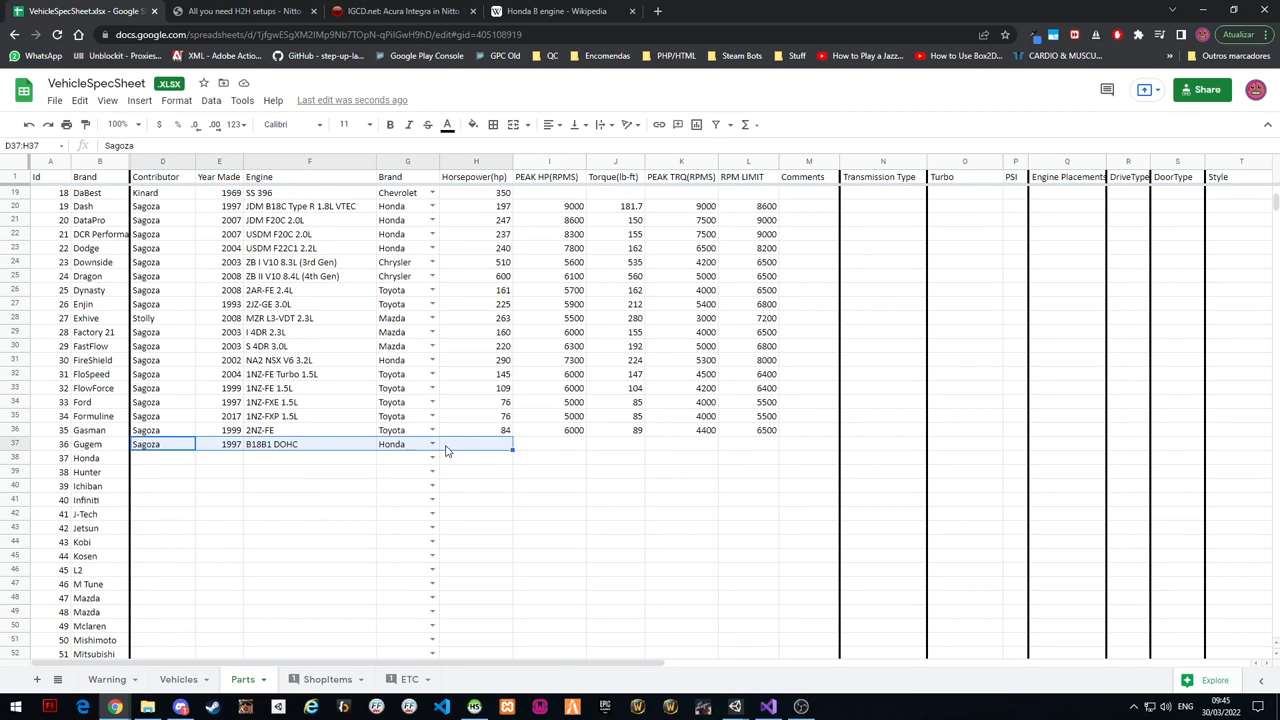 VehicleSpecSheet.xlsx - Google S
All you need H2H setups - Nitto
IGCD.net: Acura Integra in Nitto
Honda B engine - Wikipedia
docs.google.com/spreadsheets/d/1jfgwESgXM2IMp9Nb7TOpN-qPiIGwH9hD/edit#gid=405108919
Atualizar
WhatsApp
Unblockit - Proxies...
XML - Adobe Action...
GitHub - step-up-la...
Google Play Console
GPC Old
QC
Encomendas
PHP/HTML
Steam Bots
Stuff
How to Play a Jazz...
How to Use Box2D...
CARDIO & MUSCU...
Outros marcadores
VehicleSpecSheet .XLSX
File Edit View Insert Format Data Tools Help Last edit was seconds ago
Share
100% $ % .0 .00 123 Calibri 11 B I S A
D37:H37 fx Sagoza
A B D E F G H I J K L M N O P Q R S T
1 Id Brand Contributor Year Made Engine Brand Horsepower(hp) PEAK HP(RPMS) Torque(lb-ft) PEAK TRQ(RPMS) RPM LIMIT Comments Transmission Type Turbo PSI Engine Placements DriveType DoorType Style
19 18 DaBest Kinard 1969 SS 396 Chevrolet 350
20 19 Dash Sagoza 1997 JDM B18C Type R 1.8L VTEC Honda 197 9000 181.7 9000 8600
21 20 DataPro Sagoza 2007 JDM F20C 2.0L Honda 247 8600 150 7500 9000
22 21 DCR Performa Sagoza 2007 USDM F20C 2.0L Honda 237 8300 155 7500 9000
23 22 Dodge Sagoza 2004 USDM F22C1 2.2L Honda 240 7800 162 6500 8200
24 23 Downside Sagoza 2003 ZB I V10 8.3L (3rd Gen) Chrysler 510 5600 535 4200 6500
25 24 Dragon Sagoza 2008 ZB II V10 8.4L (4th Gen) Chrysler 600 6100 560 5000 6500
26 25 Dynasty Sagoza 2008 2AR-FE 2.4L Toyota 161 5700 162 4000 6500
27 26 Enjin Sagoza 1993 2JZ-GE 3.0L Toyota 225 5900 212 5400 6800
28 27 Exhive Stolly 2008 MZR L3-VDT 2.3L Mazda 263 5500 280 3000 7200
29 28 Factory 21 Sagoza 2003 I 4DR 2.3L Mazda 160 6000 155 4000 6500
30 29 FastFlow Sagoza 2003 S 4DR 3.0L Mazda 220 6300 192 5000 6800
31 30 FireShield Sagoza 2002 NA2 NSX V6 3.2L Honda 290 7300 224 5300 8000
32 31 FloSpeed Sagoza 2004 1NZ-FE Turbo 1.5L Toyota 145 6000 147 4500 6400
33 32 FlowForce Sagoza 1999 1NZ-FE 1.5L Toyota 109 6000 104 4200 6400
34 33 Ford Sagoza 1997 1NZ-FXE 1.5L Toyota 76 5000 85 4000 5500
35 34 Formuline Sagoza 2017 1NZ-FXP 1.5L Toyota 76 5000 85 4000 5500
36 35 Gasman Sagoza 1999 2NZ-FE Toyota 84 6000 89 4400 6500
37 36 Gugem Sagoza 1997 B18B1 DOHC Honda
38 37 Honda
39 38 Hunter
40 39 Ichiban
41 40 Infiniti
42 41 J-Tech
43 42 Jetsun
44 43 Kobi
45 44 Kosen
46 45 L2
47 46 M Tune
48 47 Mazda
49 48 Mazda
50 49 Mclaren
51 50 Mishimoto
52 51 Mitsubishi
Warning Vehicles Parts ShopItems ETC Explore
ENG
09:45
30/03/2022